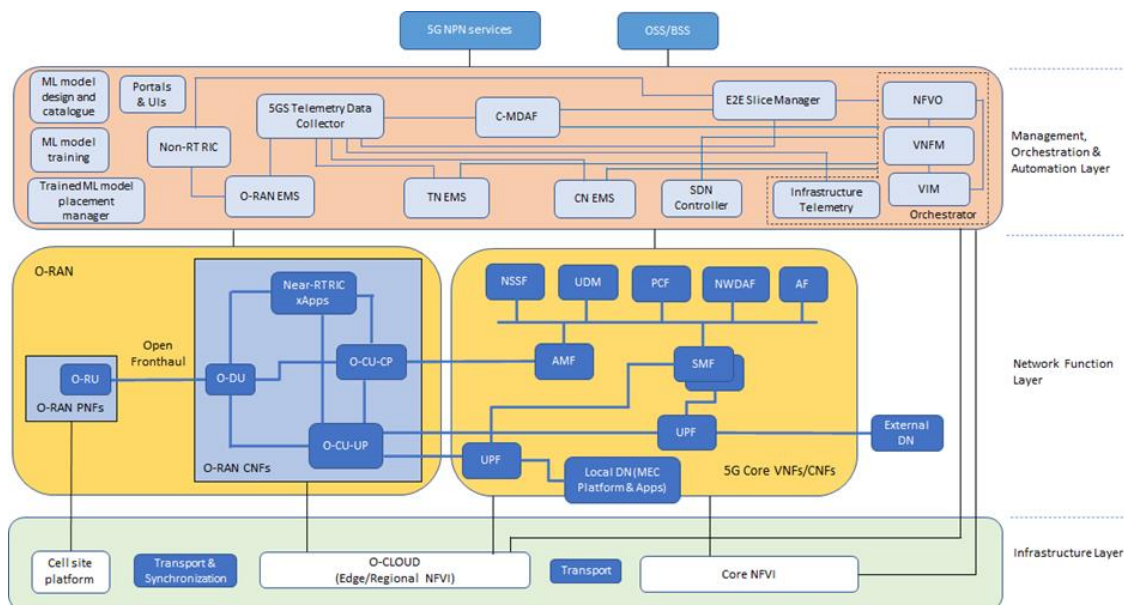 5G NPN services
OSS/BSS
ML model
design and
catalogue
Portals
& UIs
ML model
training
Trained ML model
placement manager
Non-RT RIC
5GS Telemetry Data
Collector
C-MDAF
E2E Slice Manager
NFVO
VNFM
VIM
O-RAN EMS
TN EMS
CN EMS
SDN
Controller
Infrastructure
Telemetry
Orchestrator
Management,
Orchestration &
Automation Layer
O-RAN
Near-RT RIC
xApps
Open
Fronthaul
O-RU
O-RAN PNFs
O-DU
O-CU-CP
O-CU-UP
O-RAN CNFs
NSSF
UDM
PCF
NWDAF
AF
AMF
SMF
UPF
UPF
Local DN (MEC
Platform & Apps)
5G Core VNFs/CNFs
External
DN
Network Function
Layer
Cell site
platform
Transport &
Synchronization
O-CLOUD
(Edge/Regional NFVI)
Transport
Core NFVI
Infrastructure Layer